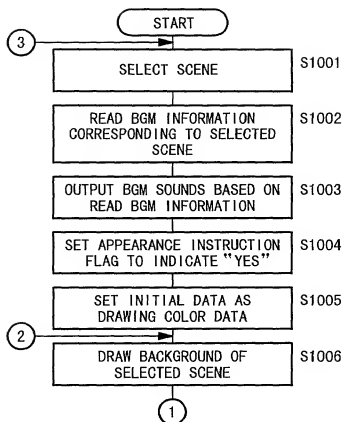 START
3
SELECT SCENE
S1001
READ BGM INFORMATION
CORRESPONDING TO SELECTED
SCENE
S1002
OUTPUT BGM SOUNDS BASED ON
READ BGM INFORMATION
S1003
SET APPEARANCE INSTRUCTION
FLAG TO INDICATE "YES"
S1004
SET INITIAL DATA AS
DRAWING COLOR DATA
S1005
2
DRAW BACKGROUND OF
SELECTED SCENE
S1006
1